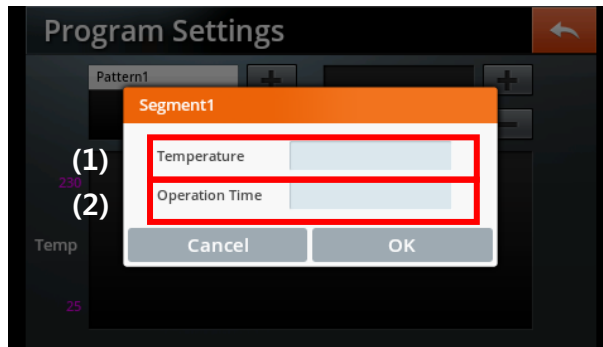 Program Settings
Pattern1
Segment1
(1)
Temperature
230
(2)
Operation Time
Temp
Cancel
OK
25